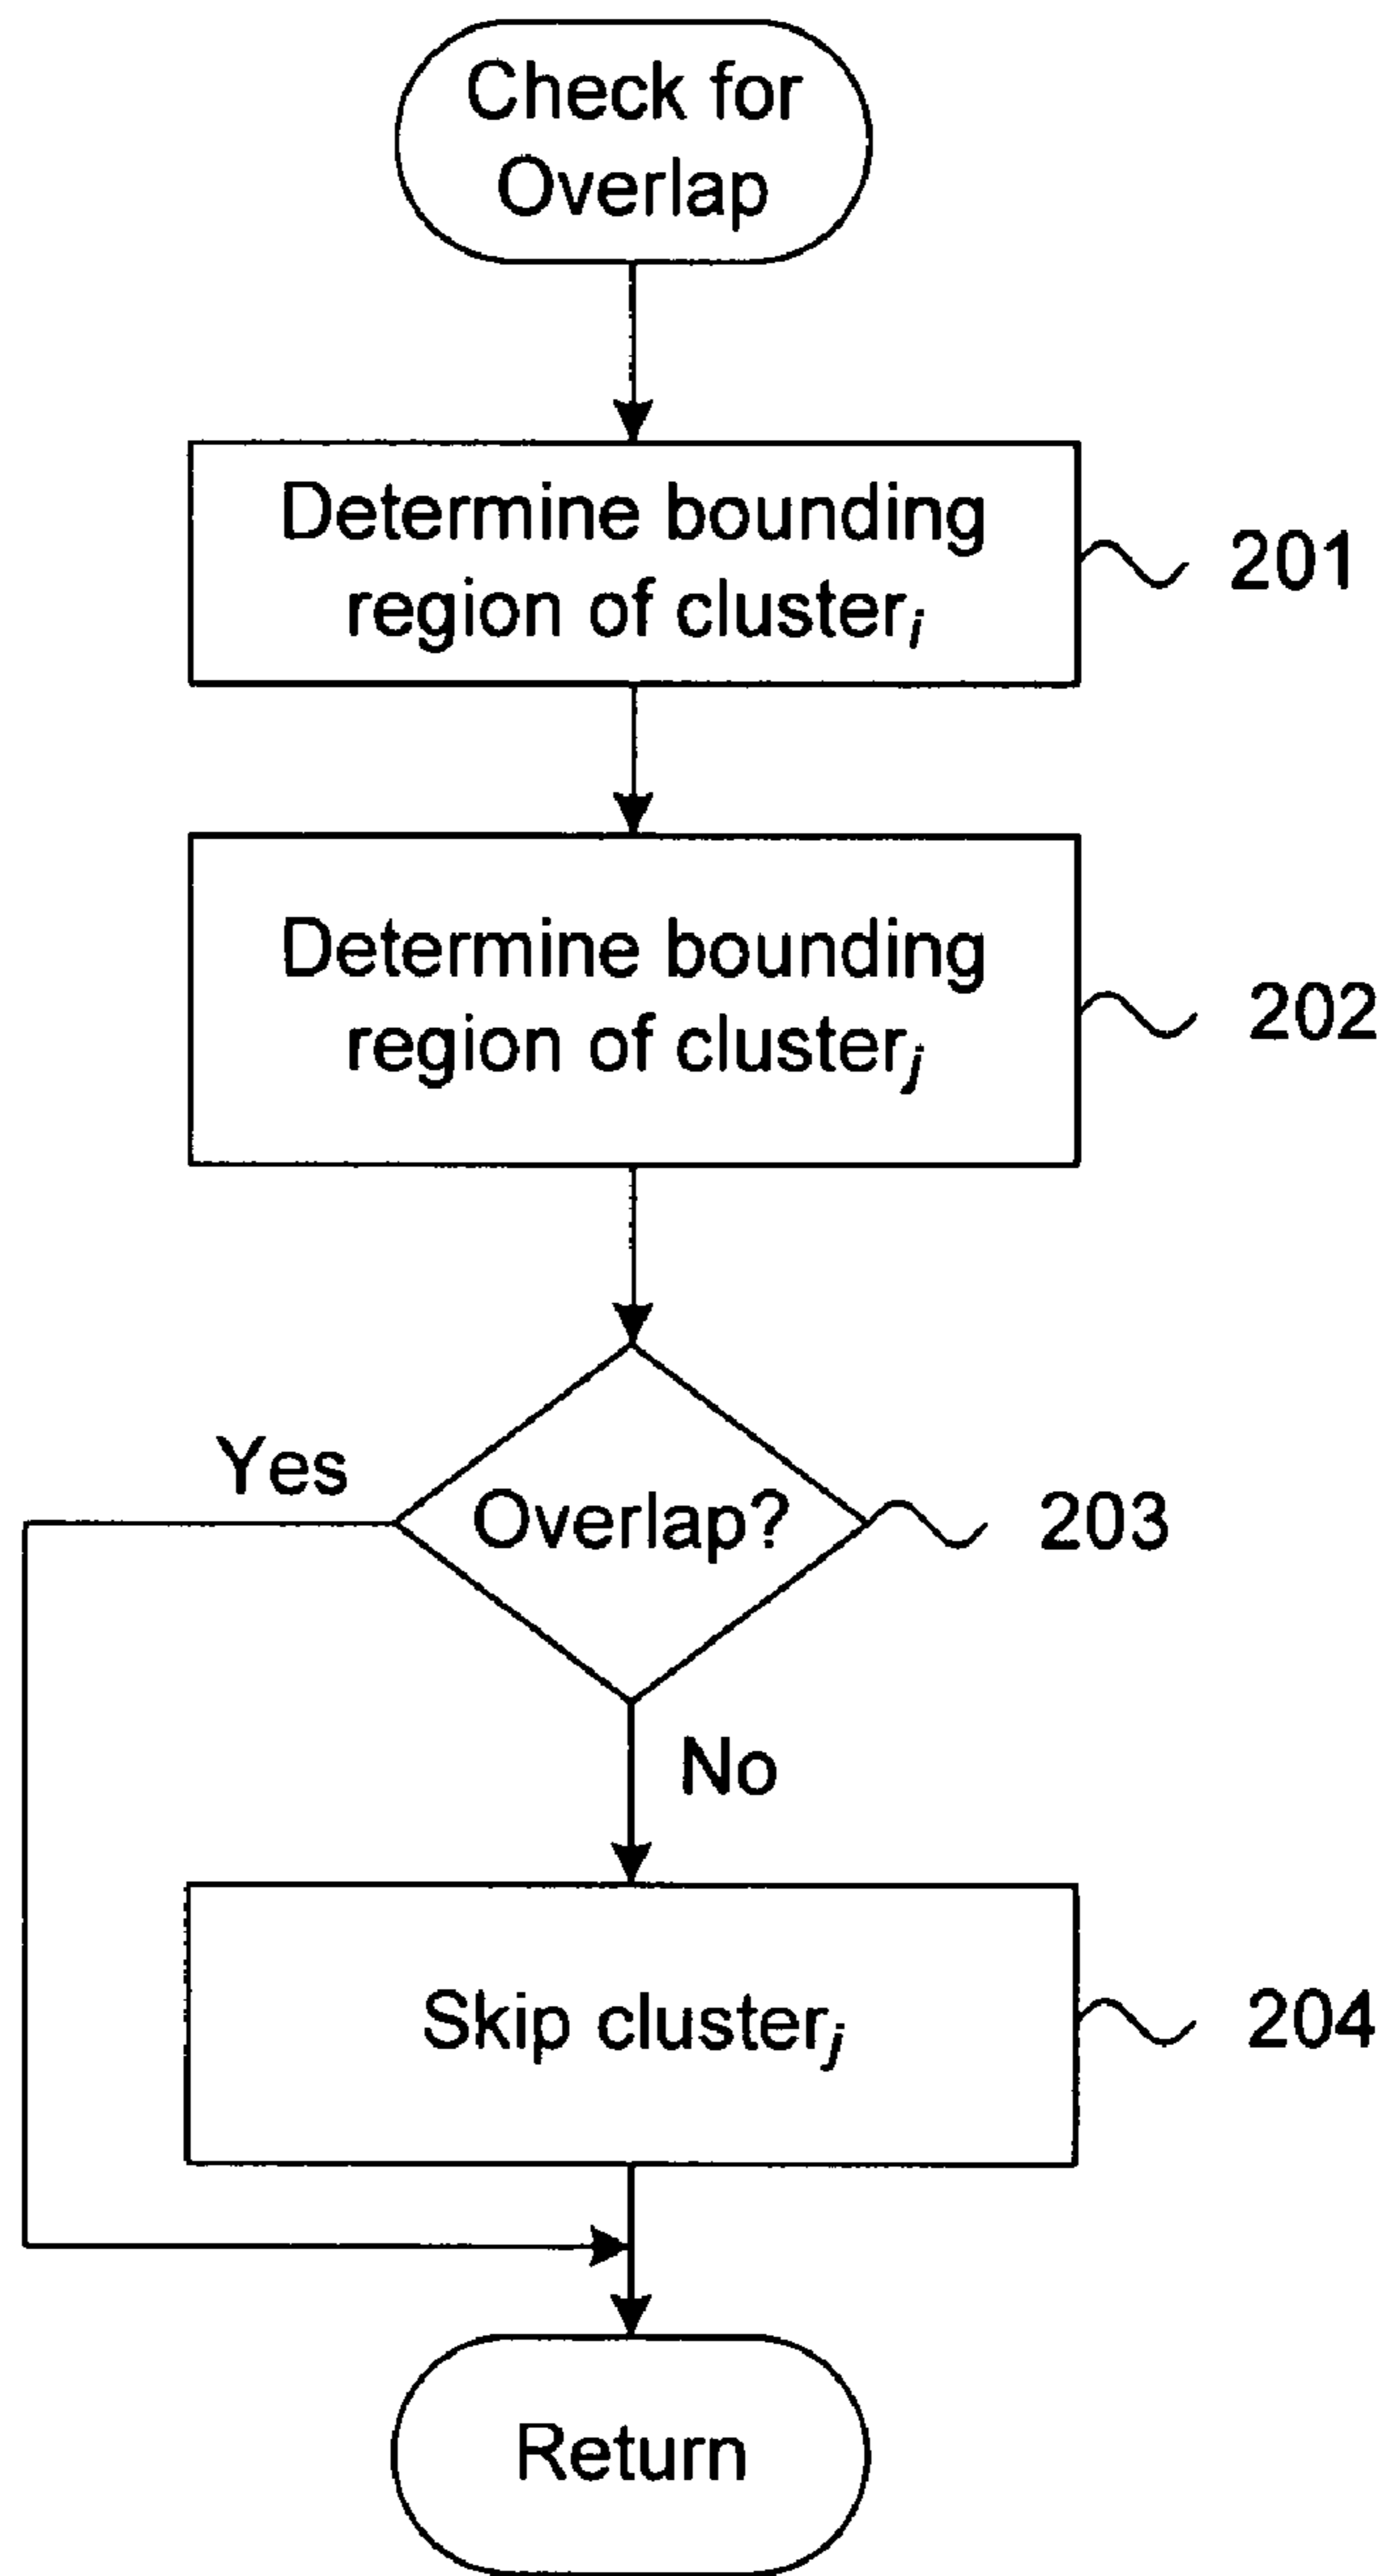 Check for
Overlap
Determine bounding
region of clusterᵢ
201
Determine bounding
region of clusterⱼ
202
Yes
Overlap?
203
No
Skip clusterⱼ
204
Return